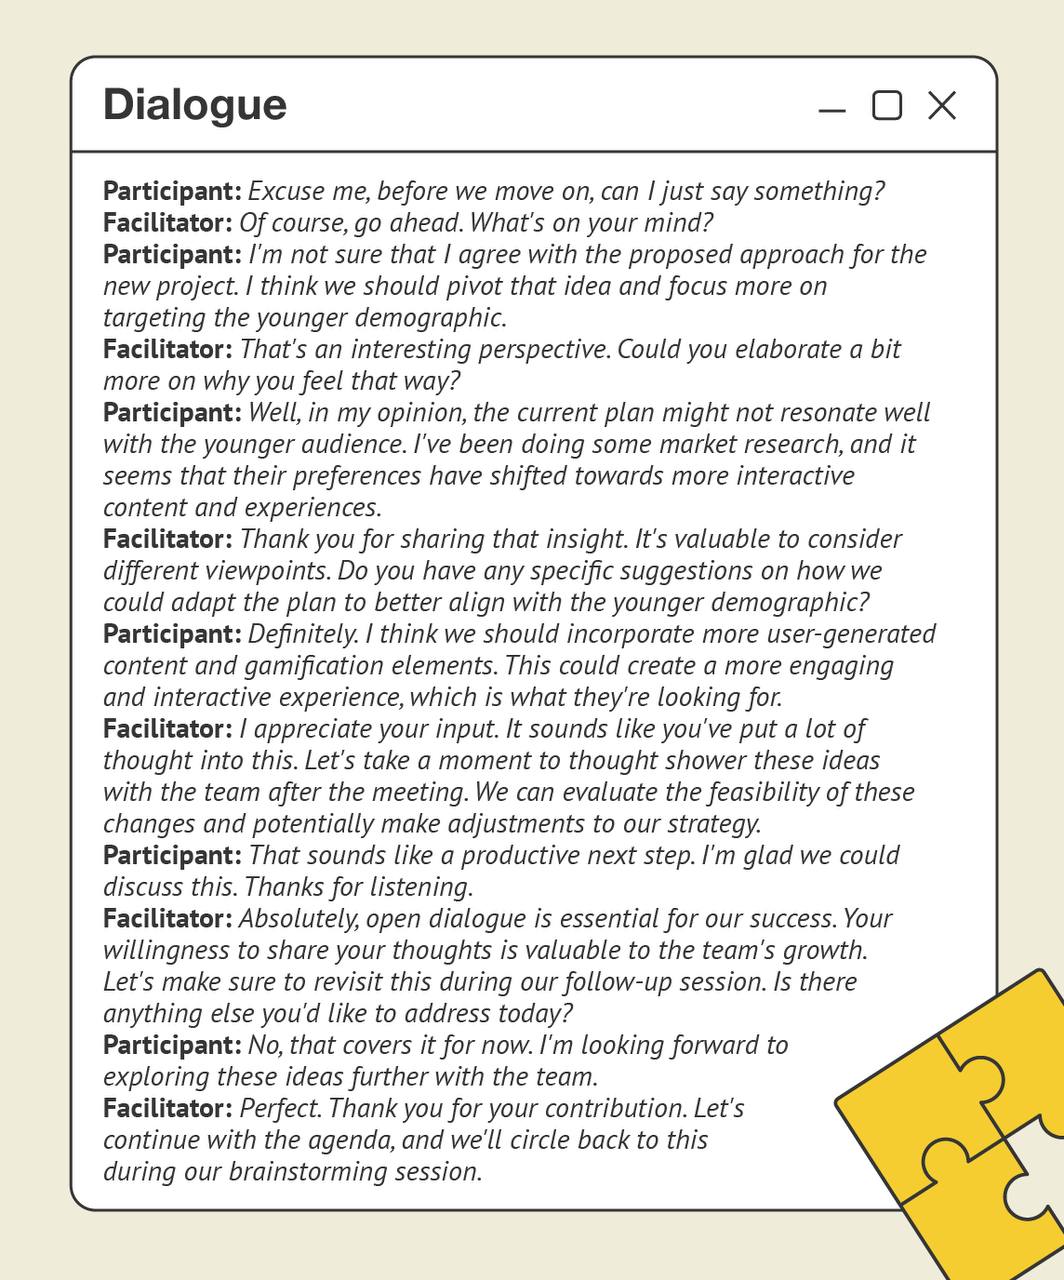 Dialogue
Participant: Excuse me, before we move on, can I just say something?
Facilitator: Of course, go ahead. What's on your mind?
Participant: I'm not sure that I agree with the proposed approach for the
new project. I think we should pivot that idea and focus more on
targeting the younger demographic.
Facilitator: That's an interesting perspective. Could you elaborate a bit
more on why you feel that way?
Participant: Well, in my opinion, the current plan might not resonate well
with the younger audience. I've been doing some market research, and it
seems that their preferences have shifted towards more interactive
content and experiences.
Facilitator: Thank you for sharing that insight. It's valuable to consider
different viewpoints. Do you have any specific suggestions on how we
could adapt the plan to better align with the younger demographic?
Participant: Definitely. I think we should incorporate more user-generated
content and gamification elements. This could create a more engaging
and interactive experience, which is what they're looking for.
Facilitator: I appreciate your input. It sounds like you've put a lot of
thought into this. Let's take a moment to thought shower these ideas
with the team after the meeting. We can evaluate the feasibility of these
changes and potentially make adjustments to our strategy.
Participant: That sounds like a productive next step. I'm glad we could
discuss this. Thanks for listening.
Facilitator: Absolutely, open dialogue is essential for our success. Your
willingness to share your thoughts is valuable to the team's growth.
Let's make sure to revisit this during our follow-up session. Is there
anything else you'd like to address today?
Participant: No, that covers it for now. I'm looking forward to
exploring these ideas further with the team.
Facilitator: Perfect. Thank you for your contribution. Let's
continue with the agenda, and we'll circle back to this
during our brainstorming session.